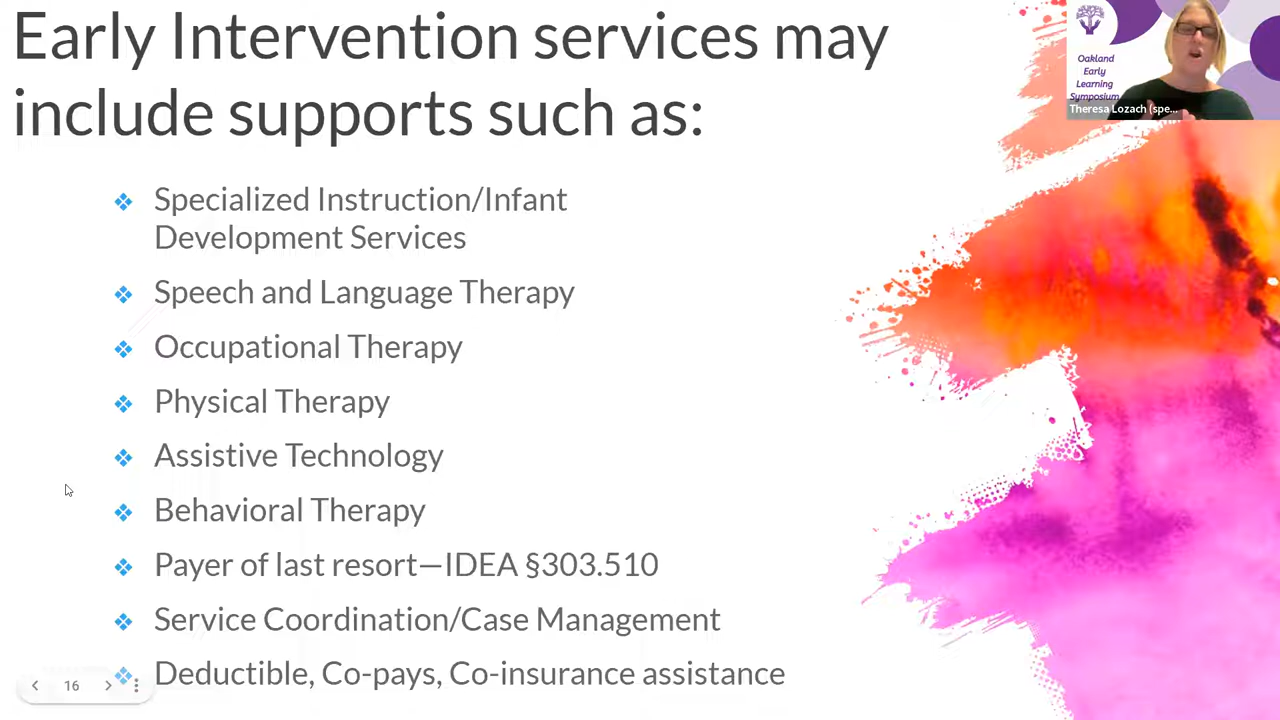 Early Intervention services may
include supports such as:
Specialized Instruction/Infant
Development Services
Speech and Language Therapy
Occupational Therapy
Physical Therapy
Assistive Technology
Behavioral Therapy
Payer of last resort—IDEA §303.510
Service Coordination/Case Management
Deductible, Co-pays, Co-insurance assistance
16
Oakland
Early
Learning
Symposium
Theresa Lozach (spe...